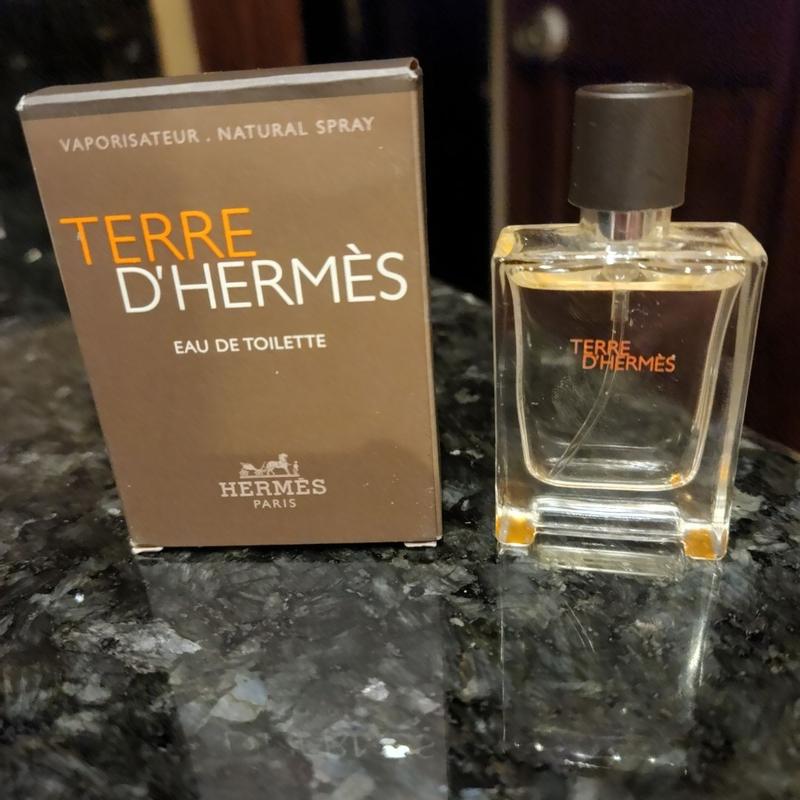 VAPORISATEUR . NATURAL SPRAY
TERRE
D'HERMÈS
EAU DE TOILETTE
HERMÈS
PARIS
TERRE
D'HERMÈS